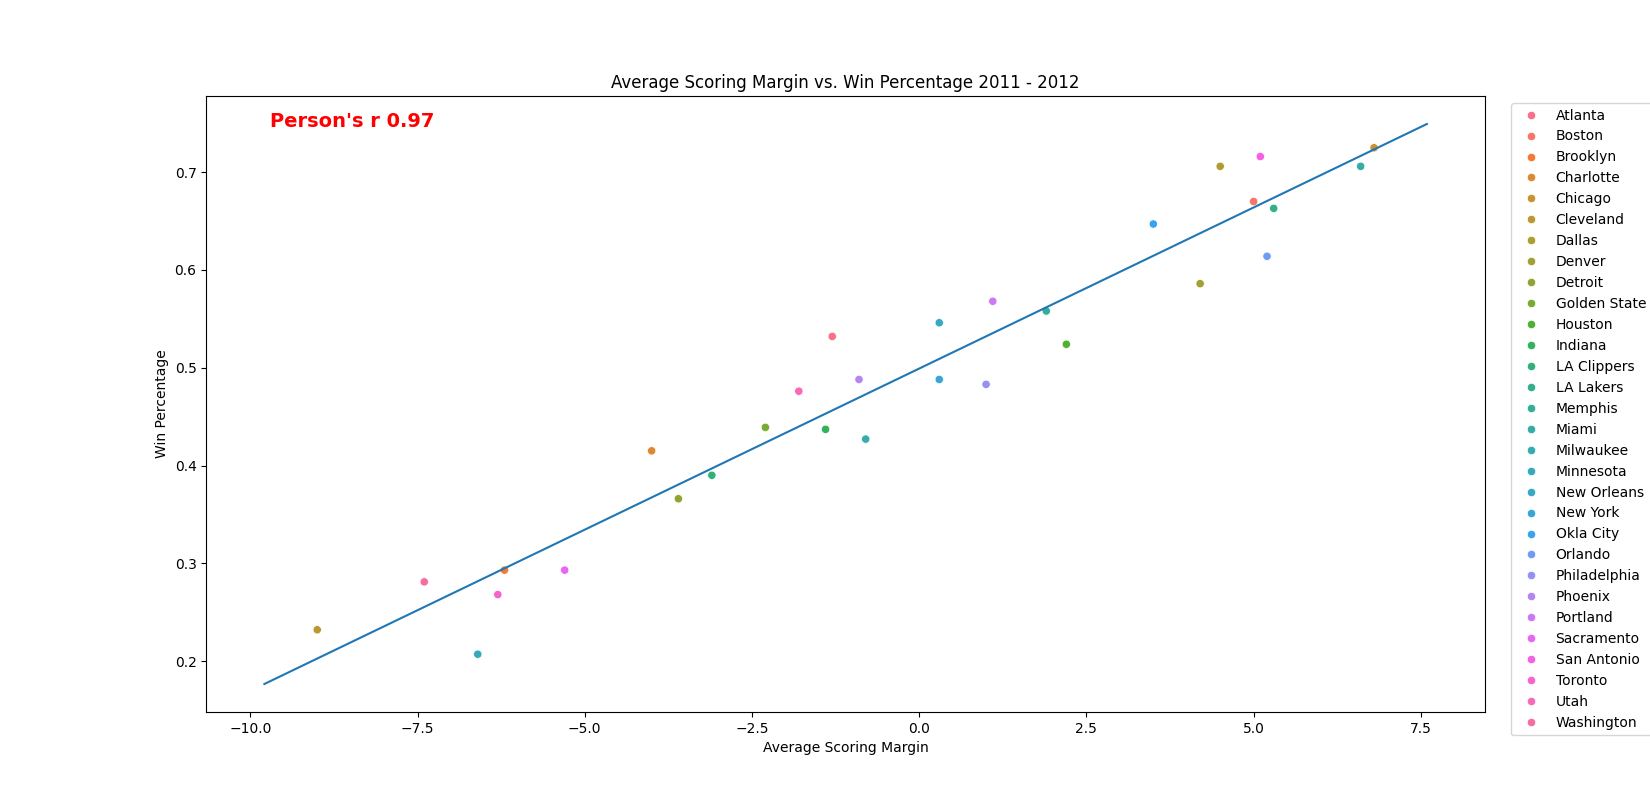 Average Scoring Margin vs. Win Percentage 2011 - 2012
Person's r 0.97
Win Percentage
0.7
0.6
0.5
0.4
0.3
0.2
−10.0 −7.5 −5.0 −2.5 0.0 2.5 5.0 7.5
Average Scoring Margin
Atlanta
Boston
Brooklyn
Charlotte
Chicago
Cleveland
Dallas
Denver
Detroit
Golden State
Houston
Indiana
LA Clippers
LA Lakers
Memphis
Miami
Milwaukee
Minnesota
New Orleans
New York
Okla City
Orlando
Philadelphia
Phoenix
Portland
Sacramento
San Antonio
Toronto
Utah
Washington